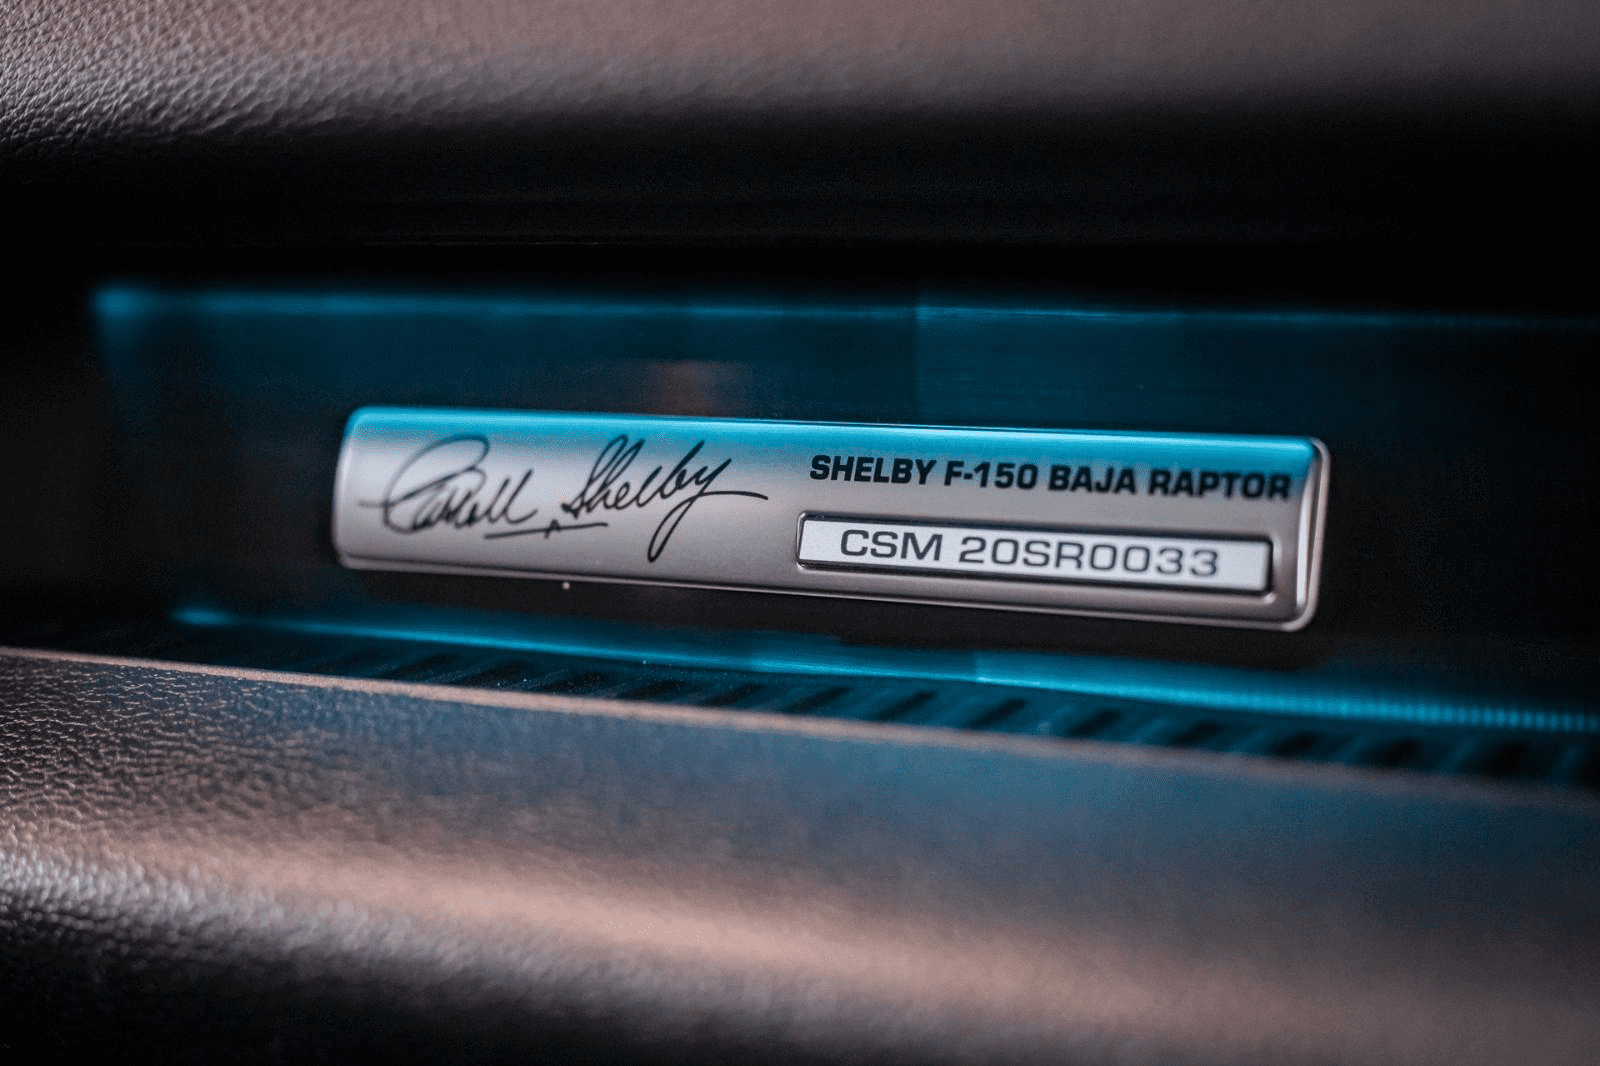 Carroll Shelby
SHELBY F-150 BAJA RAPTOR
CSM 20SR0033